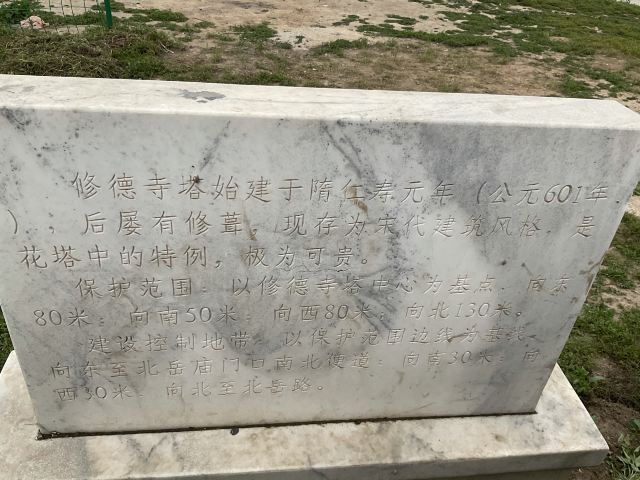 修德寺塔始建于隋仁寿元年（公元601年
），后屡有修葺，现存为宋代建筑风格，是
花塔中的特例，极为可贵。
保护范围：以修德寺塔中心为基点，向东
80米；向南50米；向西80米；向北130米。
建设控制地带：以保护范围边线为基线，
向东至北岳庙门口南北便道；向南30米；向
西30米；向北至北岳路。